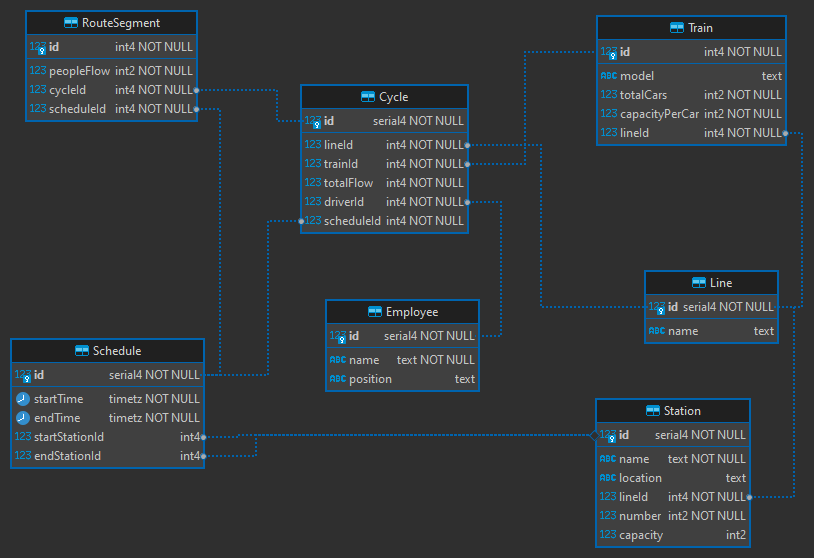 RouteSegment
123 id int4 NOT NULL
123 peopleFlow int2 NOT NULL
123 cycleId int4 NOT NULL
123 scheduleId int4 NOT NULL
Cycle
123 id serial4 NOT NULL
123 lineId int4 NOT NULL
123 trainId int4 NOT NULL
123 totalFlow int4 NOT NULL
123 driverId int4 NOT NULL
123 scheduleId int4 NOT NULL
Train
123 id int4 NOT NULL
ABC model text
123 totalCars int2 NOT NULL
123 capacityPerCar int2 NOT NULL
123 lineId int4 NOT NULL
Line
123 id serial4 NOT NULL
ABC name text
Employee
123 id serial4 NOT NULL
ABC name text NOT NULL
ABC position text
Schedule
123 id serial4 NOT NULL
startTime timetz NOT NULL
endTime timetz NOT NULL
123 startStationId int4
123 endStationId int4
Station
123 id serial4 NOT NULL
ABC name text NOT NULL
ABC location text
123 lineId int4 NOT NULL
123 number int2 NOT NULL
123 capacity int2